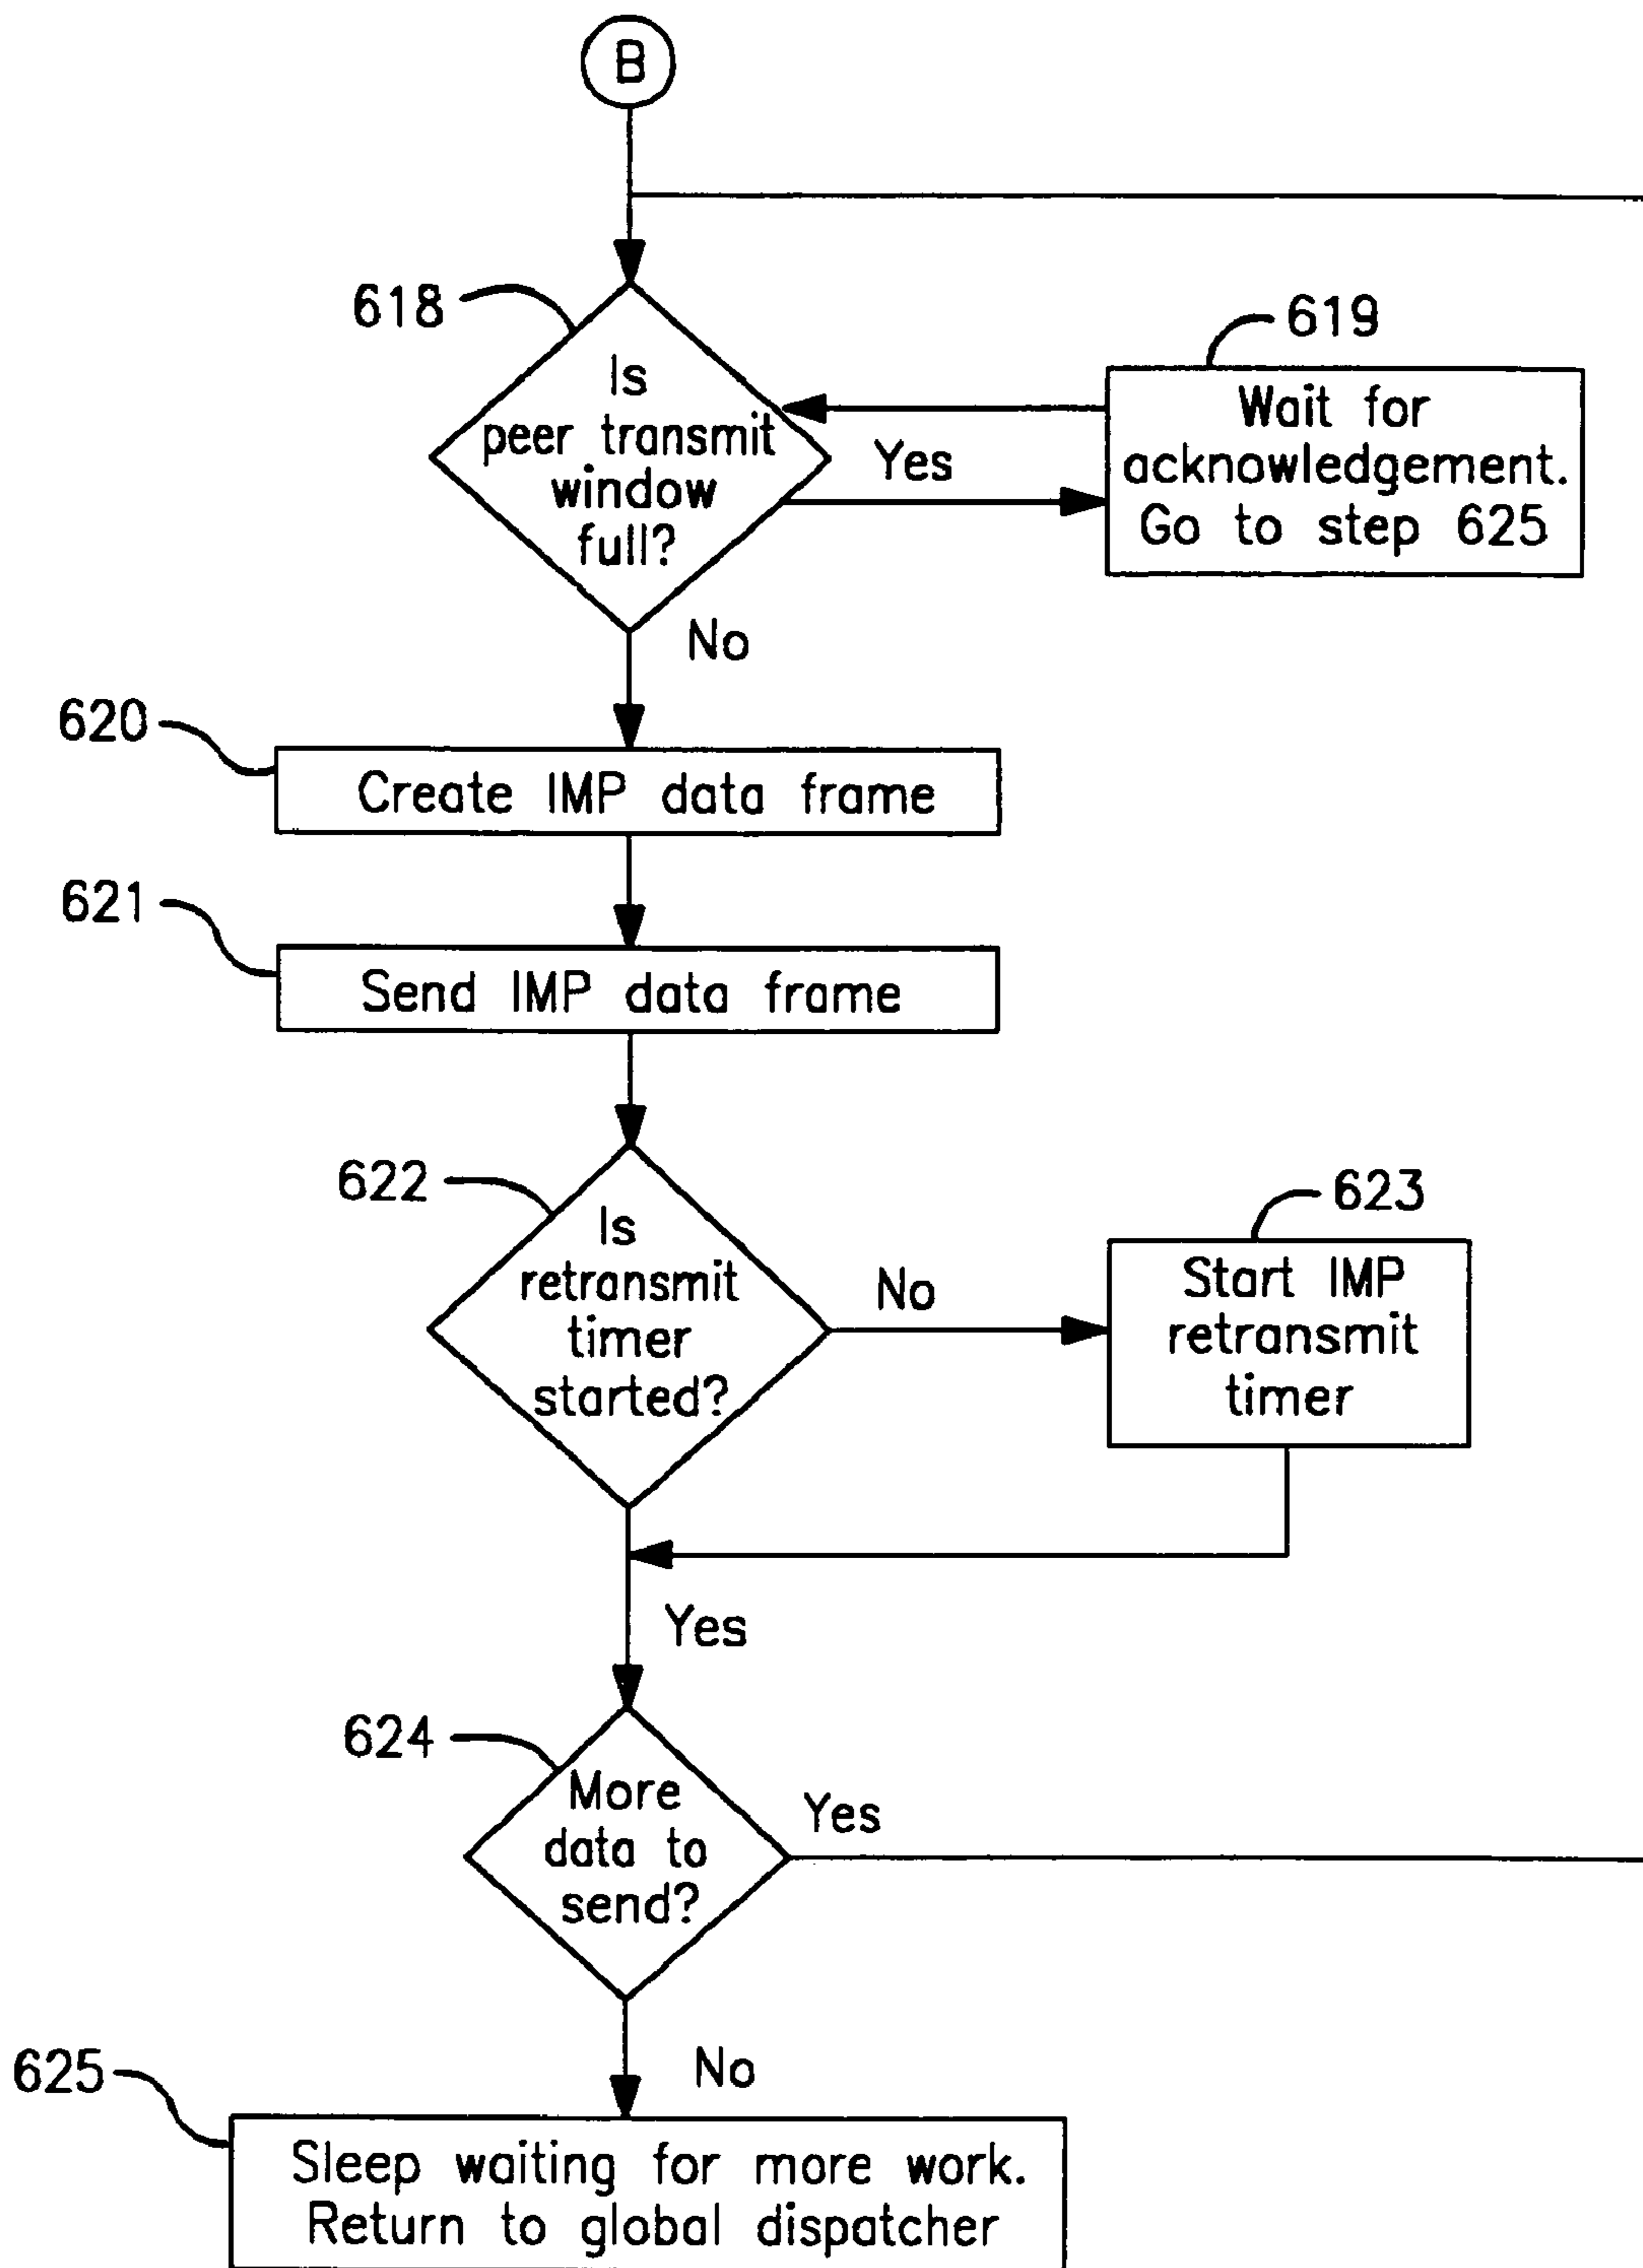 B
618
Is
peer transmit
window
full?
Yes
619
Wait for
acknowledgement.
Go to step 625
No
620
Create IMP data frame
621
Send IMP data frame
622
Is
retransmit
timer
started?
No
623
Start IMP
retransmit
timer
Yes
624
More
data to
send?
Yes
No
625
Sleep waiting for more work.
Return to global dispatcher